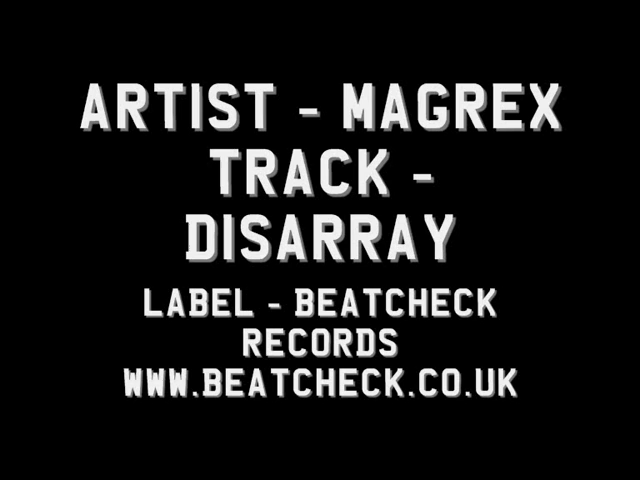 ARTIST - MAGREX
TRACK -
DISARRAY
LABEL - BEATCHECK
RECORDS
WWW.BEATCHECK.CO.UK